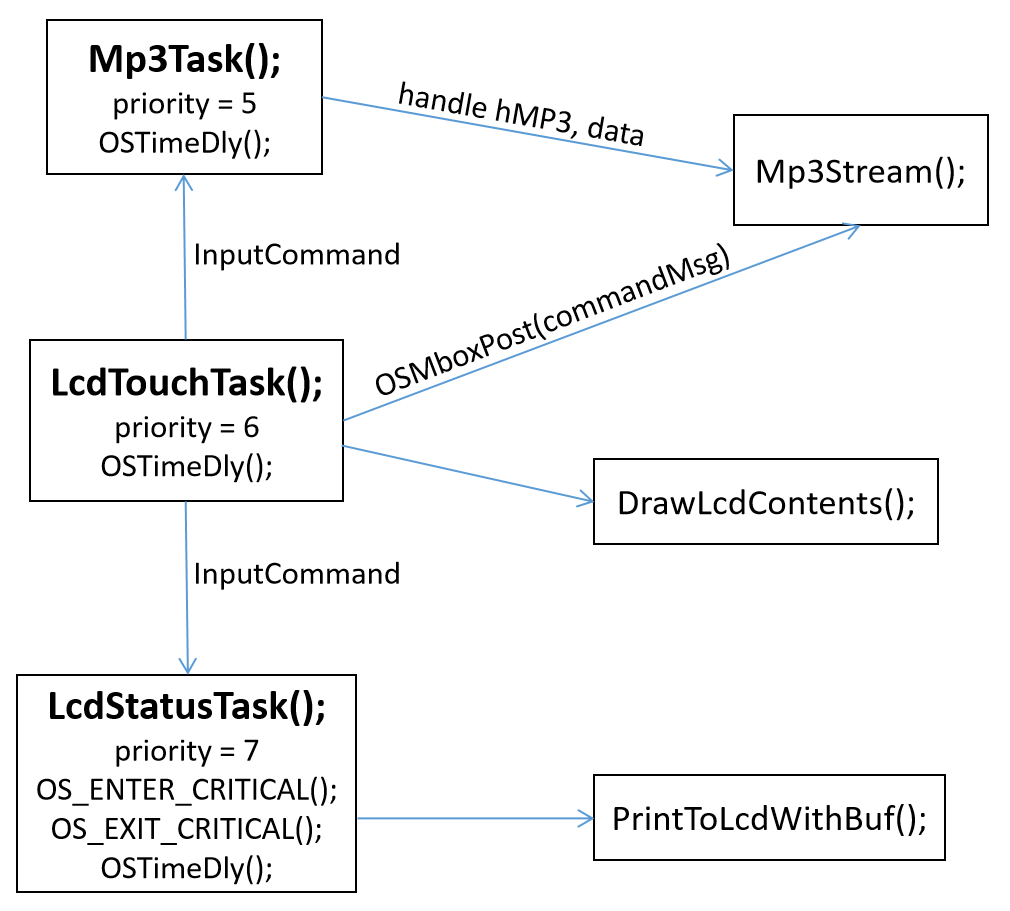 Mp3Task();
priority = 5
OSTimeDly();
handle hMP3, data
Mp3Stream();
InputCommand
OSMboxPost(commandMsg)
LcdTouchTask();
priority = 6
OSTimeDly();
DrawLcdContents();
InputCommand
LcdStatusTask();
priority = 7
OS_ENTER_CRITICAL();
OS_EXIT_CRITICAL();
OSTimeDly();
PrintToLcdWithBuf();